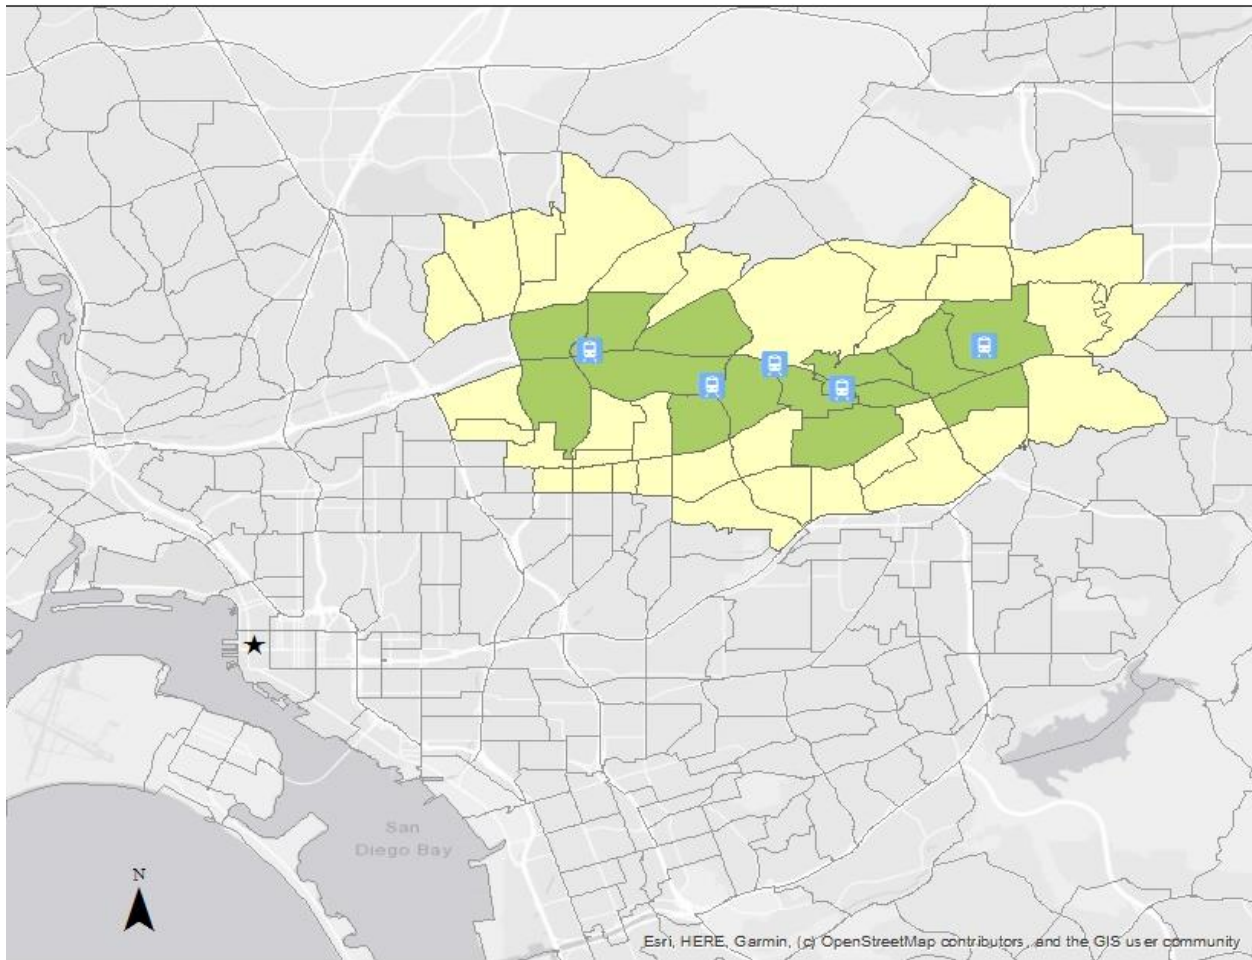 San
Diego Bay
N
Esri, HERE, Garmin, (c) OpenStreetMap contributors, and the GIS user community